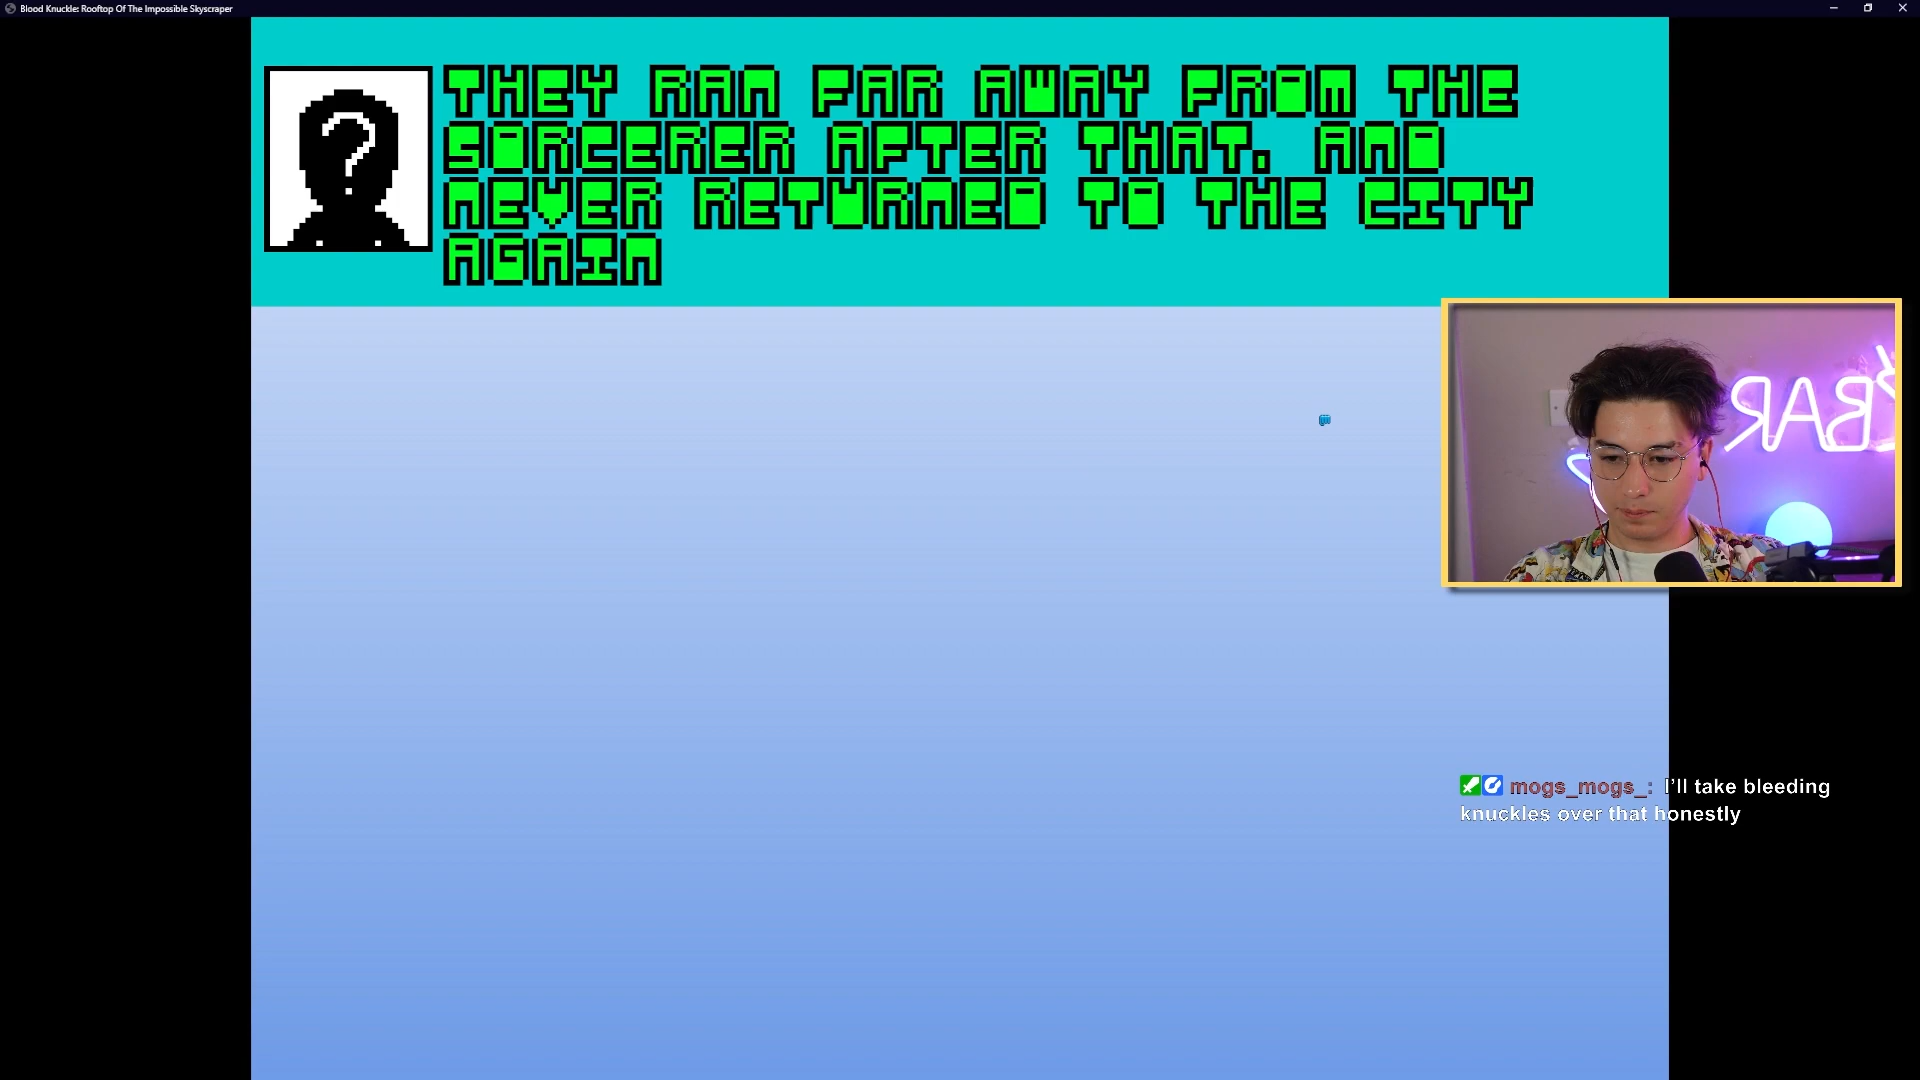 Blood Knuckle: Rooftop Of The Impossible Skyscraper
THEY RAN FAR AWAY FROM THE
SORCERER AFTER THAT. AND
NEVER RETURNED TO THE CITY
AGAIN
?
BAR
mogs_mogs_: I'll take bleeding
knuckles over that honestly